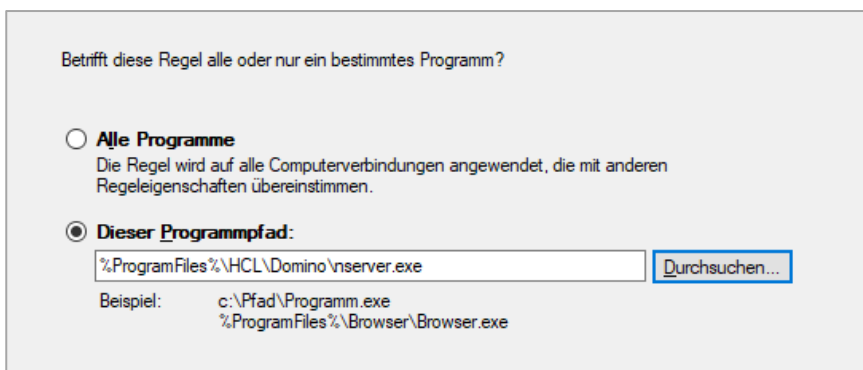 Betrifft diese Regel alle oder nur ein bestimmtes Programm?
Alle Programme
Die Regel wird auf alle Computerverbindungen angewendet, die mit anderen
Regeleigenschaften übereinstimmen.
Dieser Programmpfad:
%ProgramFiles%\HCL\Domino\nserver.exe
Durchsuchen...
Beispiel: c:\Pfad\Programm.exe
%ProgramFiles%\Browser\Browser.exe